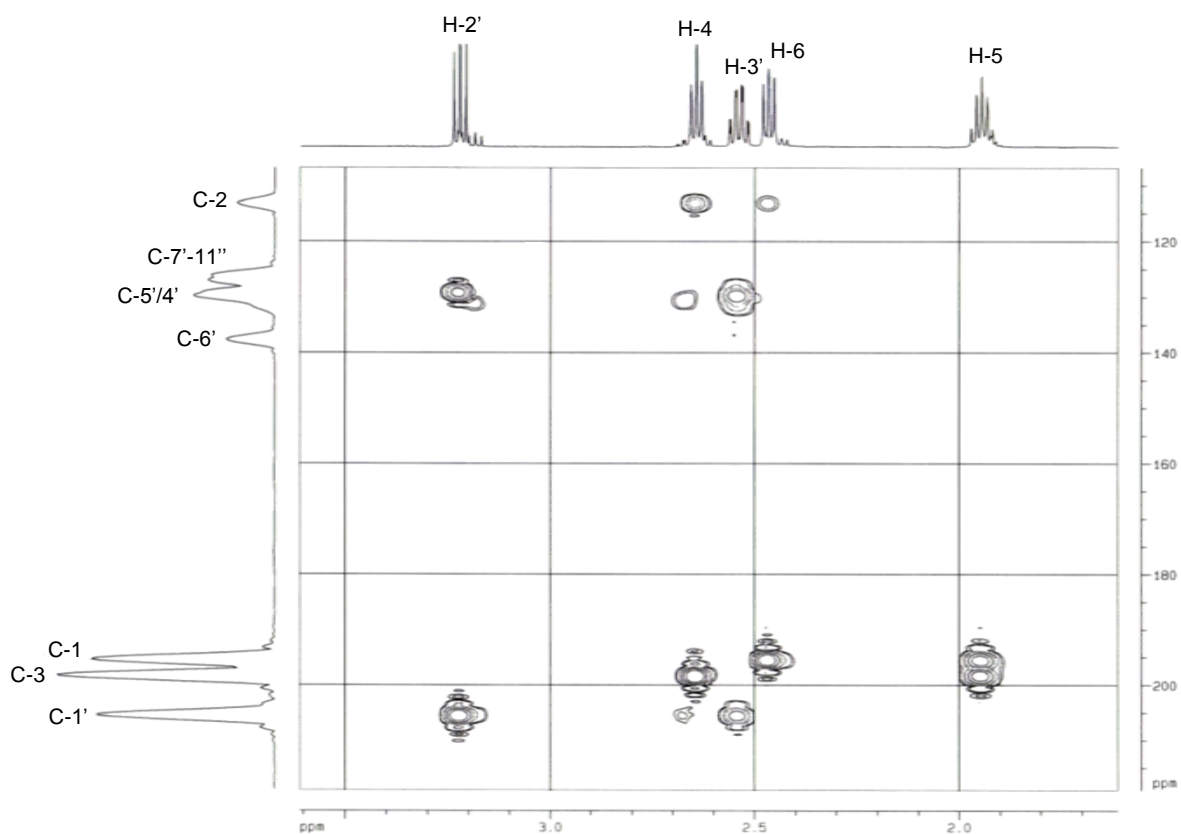 H-2’
H-4
H-3’
H-6
H-5
C-2
C-7’-11’’
C-5’/4’
C-6’
C-1
C-3
C-1’
120
140
160
180
200
ppm
ppm
3.0
2.5
2.0